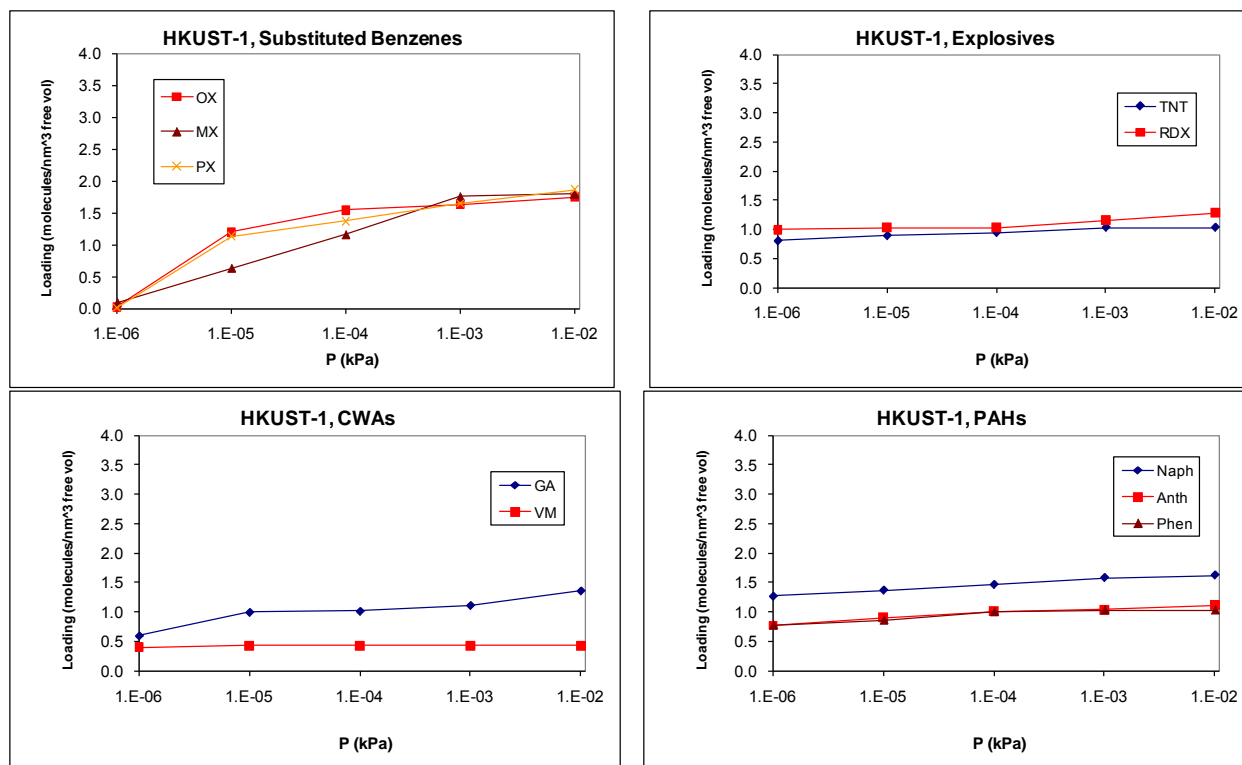 HKUST-1, Substituted Benzenes
Loading (molecules/nm^3 free vol)
4.0
3.5
3.0
2.5
2.0
1.5
1.0
0.5
0.0
OX
MX
PX
1.E-06 1.E-05 1.E-04 1.E-03 1.E-02
P (kPa)
HKUST-1, Explosives
Loading (molecules/nm^3 free vol)
4.0
3.5
3.0
2.5
2.0
1.5
1.0
0.5
0.0
TNT
RDX
1.E-06 1.E-05 1.E-04 1.E-03 1.E-02
P (kPa)
HKUST-1, CWAs
Loading (molecules/nm^3 free vol)
4.0
3.5
3.0
2.5
2.0
1.5
1.0
0.5
0.0
GA
VM
1.E-06 1.E-05 1.E-04 1.E-03 1.E-02
P (kPa)
HKUST-1, PAHs
Loading (molecules/nm^3 free vol)
4.0
3.5
3.0
2.5
2.0
1.5
1.0
0.5
0.0
Naph
Anth
Phen
1.E-06 1.E-05 1.E-04 1.E-03 1.E-02
P (kPa)